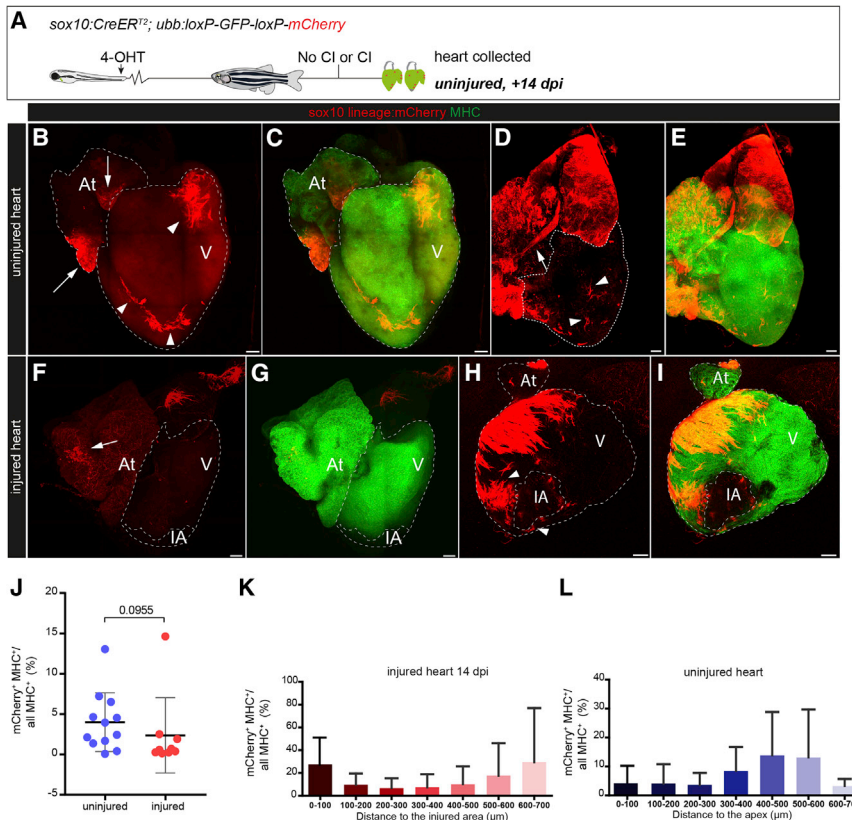 A
sox10:CreERT2; ubb:loxP-GFP-loxP-mCherry
4-OHT
No CI or CI
heart collected
uninjured, +14 dpi
sox10 lineage:mCherry MHC
uninjured heart
B
At
V
C
At
V
D
E
injured heart
F
At
V
IA
G
At
V
IA
H
At
V
IA
I
At
V
IA
J
mCherry+ MHC+/
all MHC+ (%)
20
15
10
5
0
-5
0.0955
uninjured
injured
K
injured heart 14 dpi
mCherry+ MHC+/
all MHC+ (%)
100
80
60
40
20
0
0-100 100-200 200-300 300-400 400-500 500-600 600-700
Distance to the injured area (μm)
L
uninjured heart
mCherry+ MHC+/
all MHC+ (%)
40
30
20
10
0
0-100 100-200 200-300 300-400 400-500 500-600 600-700
Distance to the apex (μm)